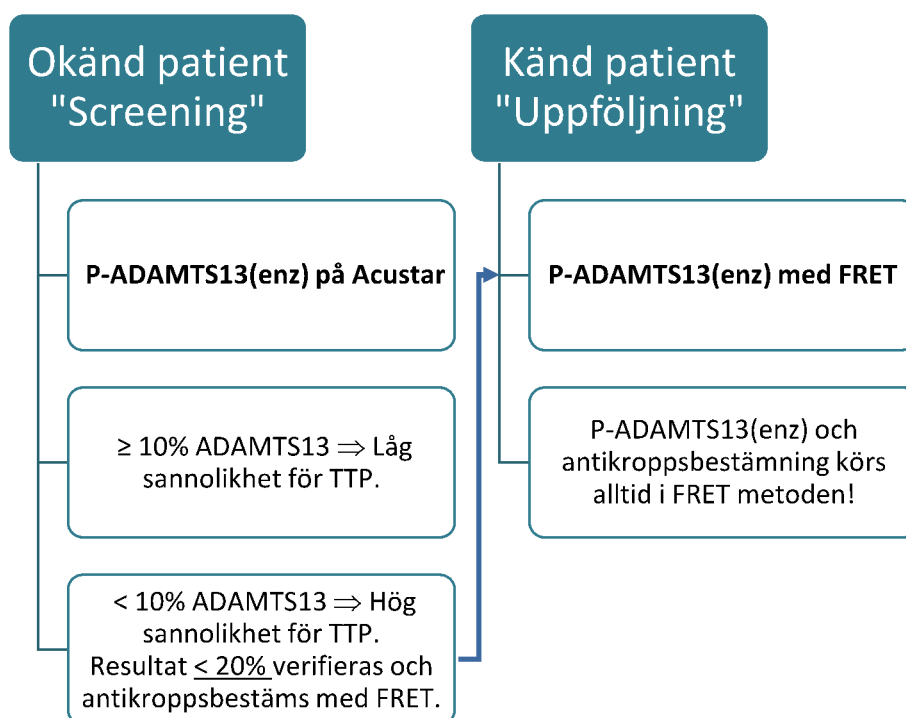 Okänd patient
"Screening"
P-ADAMTS13(enz) på Acustar
≥ 10% ADAMTS13 ⇒ Låg
sannolikhet för TTP.
< 10% ADAMTS13 ⇒ Hög
sannolikhet för TTP.
Resultat < 20% verifieras och
antikroppsbestäms med FRET.
Känd patient
"Uppföljning"
P-ADAMTS13(enz) med FRET
P-ADAMTS13(enz) och
antikroppsbestämning körs
alltid i FRET metoden!